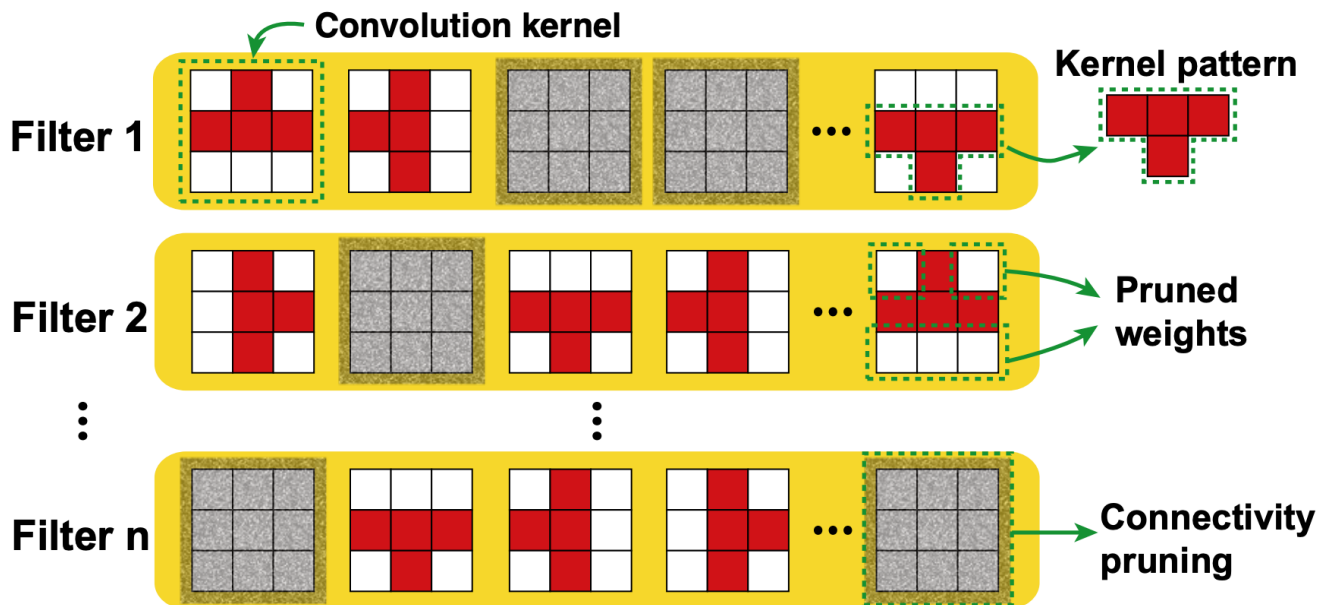 Convolution kernel
Kernel pattern
Filter 1
•••
Filter 2
•••
Pruned
weights
Filter n
•••
Connectivity
pruning